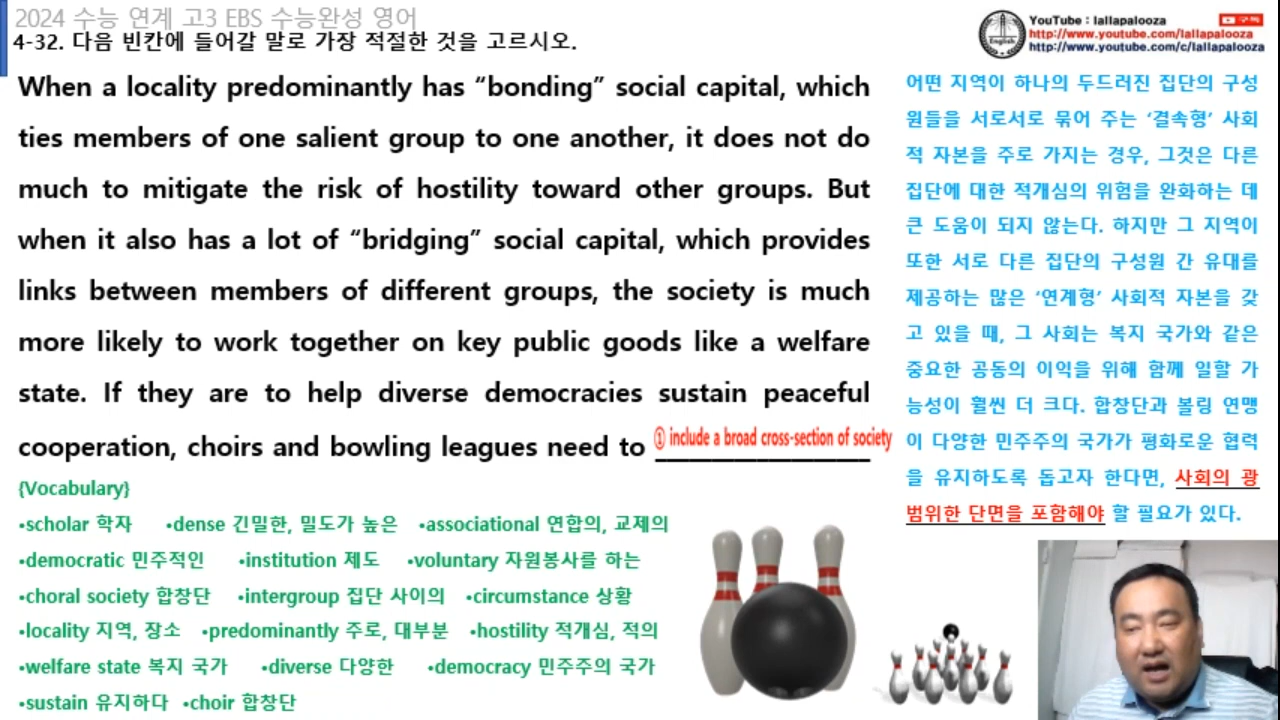 2024 수능 연계 고3 EBS 수능완성 영어
4-32. 다음 빈칸에 들어갈 말로 가장 적절한 것을 고르시오.
YouTube : lallapalooza
구독
http://www.youtube.com/lallapalooza
http://www.youtube.com/c/lallapalooza
English
When a locality predominantly has “bonding” social capital, which
ties members of one salient group to one another, it does not do
much to mitigate the risk of hostility toward other groups. But
when it also has a lot of “bridging” social capital, which provides
links between members of different groups, the society is much
more likely to work together on key public goods like a welfare
state. If they are to help diverse democracies sustain peaceful
cooperation, choirs and bowling leagues need to ① include a broad cross-section of society
{Vocabulary}
•scholar 학자 •dense 긴밀한, 밀도가 높은 •associational 연합의, 교제의
•democratic 민주적인 •institution 제도 •voluntary 자원봉사를 하는
•choral society 합창단 •intergroup 집단 사이의 •circumstance 상황
•locality 지역, 장소 •predominantly 주로, 대부분 •hostility 적개심, 적의
•welfare state 복지 국가 •diverse 다양한 •democracy 민주주의 국가
•sustain 유지하다 •choir 합창단
어떤 지역이 하나의 두드러진 집단의 구성
원들을 서로서로 묶어 주는 ‘결속형’ 사회
적 자본을 주로 가지는 경우, 그것은 다른
집단에 대한 적개심의 위험을 완화하는 데
큰 도움이 되지 않는다. 하지만 그 지역이
또한 서로 다른 집단의 구성원 간 유대를
제공하는 많은 ‘연계형’ 사회적 자본을 갖
고 있을 때, 그 사회는 복지 국가와 같은
중요한 공동의 이익을 위해 함께 일할 가
능성이 훨씬 더 크다. 합창단과 볼링 연맹
이 다양한 민주주의 국가가 평화로운 협력
을 유지하도록 돕고자 한다면, 사회의 광
범위한 단면을 포함해야 할 필요가 있다.